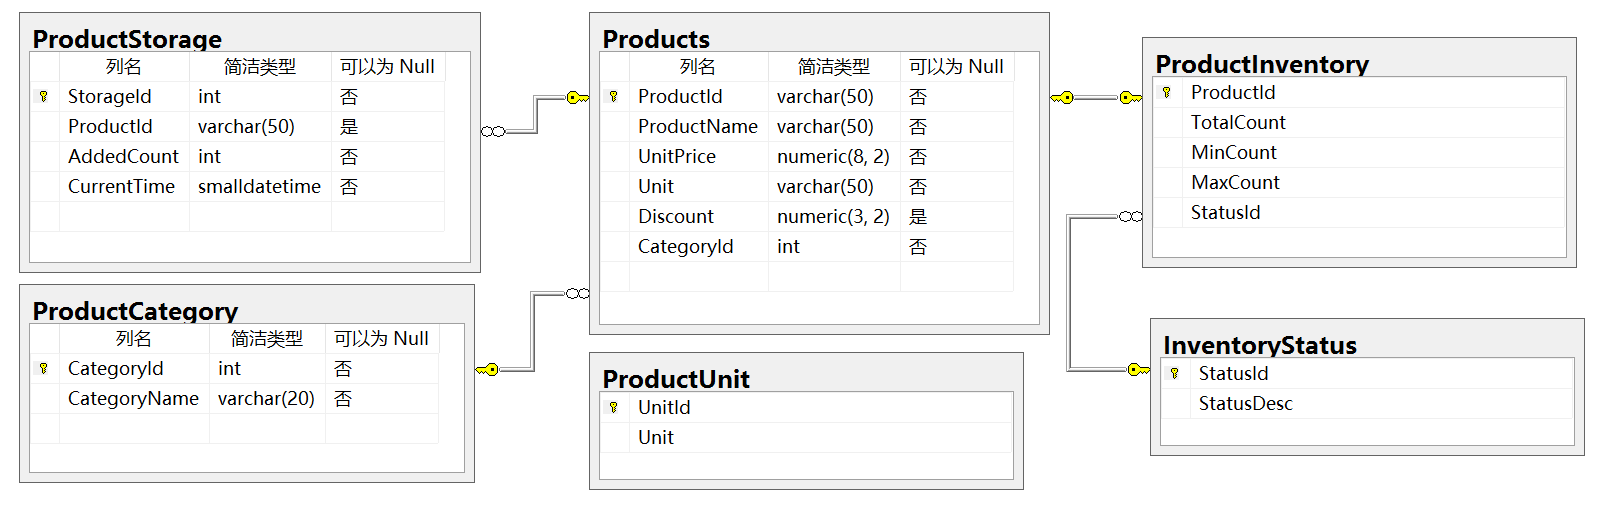 ProductStorage
列名 简洁类型 可以为 Null
StorageId int 否
ProductId varchar(50) 是
AddedCount int 否
CurrentTime smalldatetime 否
ProductCategory
列名 简洁类型 可以为 Null
CategoryId int 否
CategoryName varchar(20) 否
Products
列名 简洁类型 可以为 Null
ProductId varchar(50) 否
ProductName varchar(50) 否
UnitPrice numeric(8, 2) 否
Unit varchar(50) 否
Discount numeric(3, 2) 是
CategoryId int 否
ProductUnit
UnitId
Unit
ProductInventory
ProductId
TotalCount
MinCount
MaxCount
StatusId
InventoryStatus
StatusId
StatusDesc